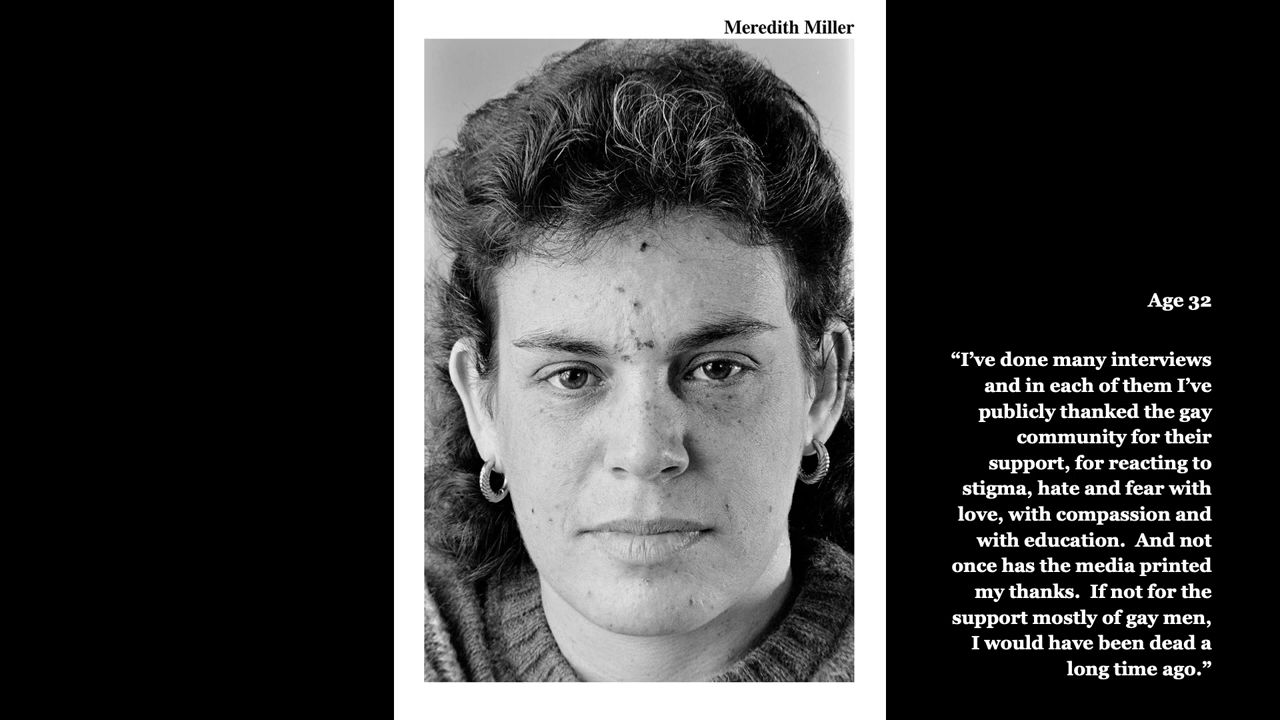 Meredith Miller
Age 32
“I’ve done many interviews
and in each of them I’ve
publicly thanked the gay
community for their
support, for reacting to
stigma, hate and fear with
love, with compassion and
with education.  And not
once has the media printed
my thanks.  If not for the
support mostly of gay men,
I would have been dead a
long time ago.”